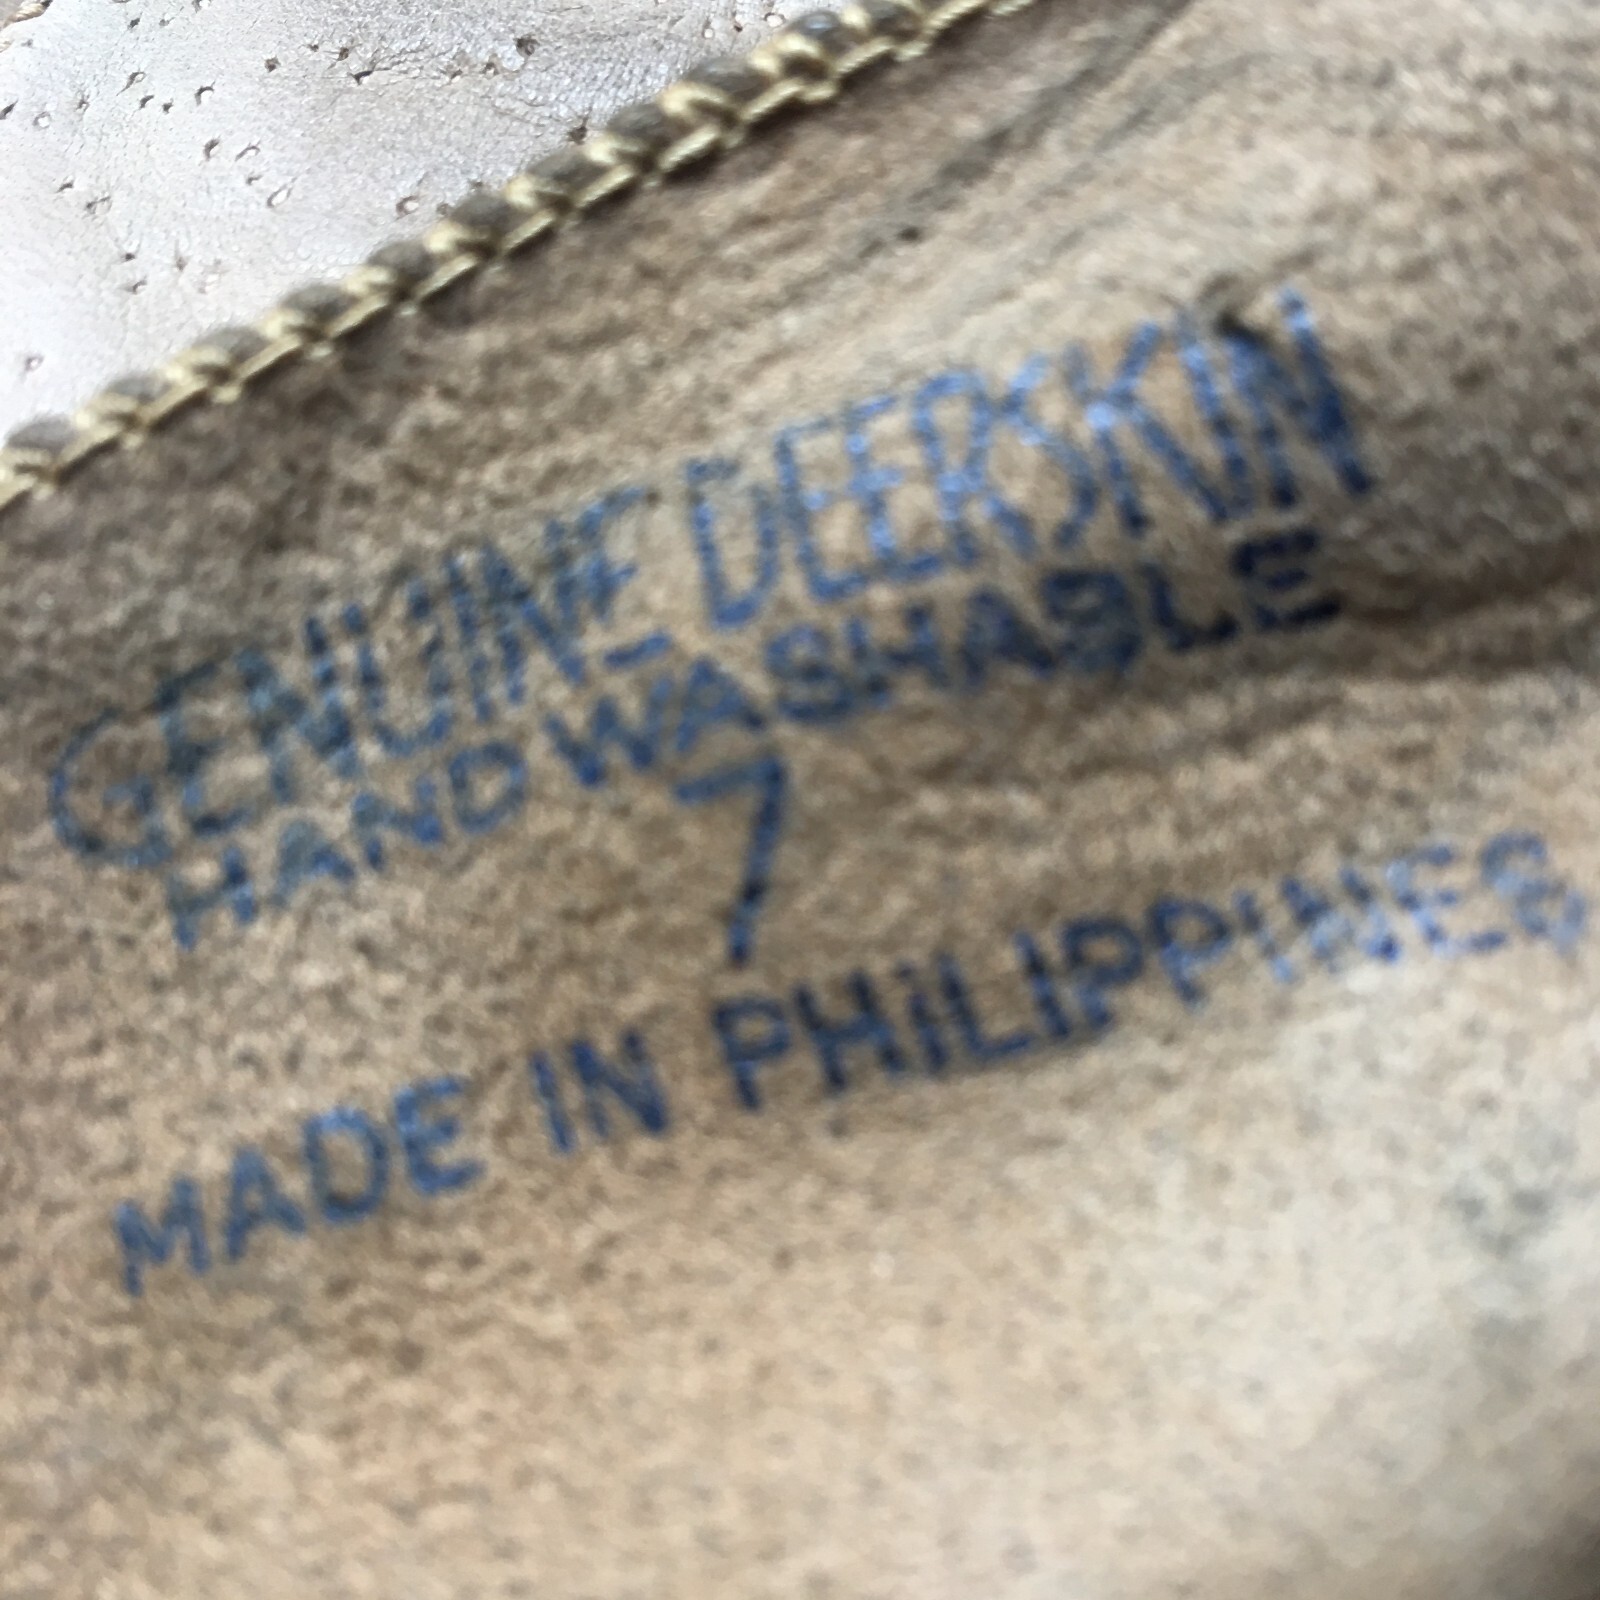 GENUINE DEERSKIN
HAND WASHABLE
7
MADE IN PHILIPPINES